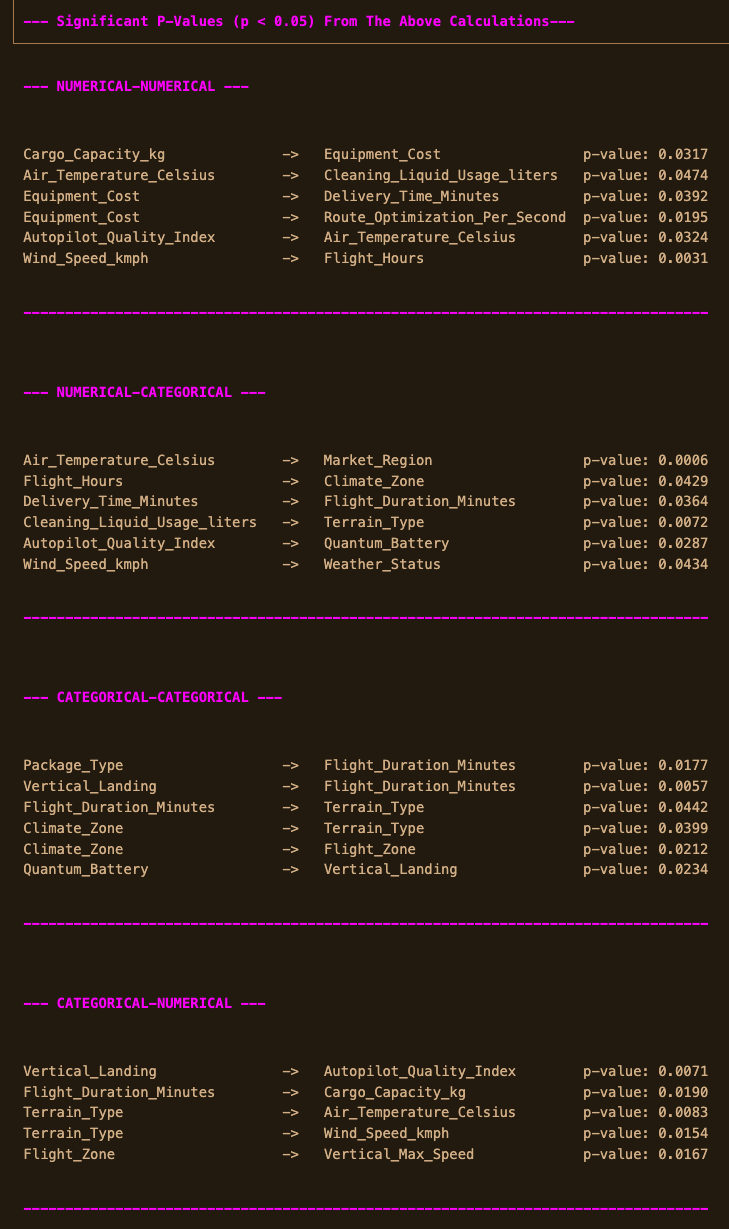 --- Significant P-Values (p < 0.05) From The Above Calculations---
--- NUMERICAL-NUMERICAL ---
Cargo_Capacity_kg -> Equipment_Cost p-value: 0.0317
Air_Temperature_Celsius -> Cleaning_Liquid_Usage_liters p-value: 0.0474
Equipment_Cost -> Delivery_Time_Minutes p-value: 0.0392
Equipment_Cost -> Route_Optimization_Per_Second p-value: 0.0195
Autopilot_Quality_Index -> Air_Temperature_Celsius p-value: 0.0324
Wind_Speed_kmph -> Flight_Hours p-value: 0.0031
-----------------------------------------------------------------------------------
--- NUMERICAL-CATEGORICAL ---
Air_Temperature_Celsius -> Market_Region p-value: 0.0006
Flight_Hours -> Climate_Zone p-value: 0.0429
Delivery_Time_Minutes -> Flight_Duration_Minutes p-value: 0.0364
Cleaning_Liquid_Usage_liters -> Terrain_Type p-value: 0.0072
Autopilot_Quality_Index -> Quantum_Battery p-value: 0.0287
Wind_Speed_kmph -> Weather_Status p-value: 0.0434
-----------------------------------------------------------------------------------
--- CATEGORICAL-CATEGORICAL ---
Package_Type -> Flight_Duration_Minutes p-value: 0.0177
Vertical_Landing -> Flight_Duration_Minutes p-value: 0.0057
Flight_Duration_Minutes -> Terrain_Type p-value: 0.0442
Climate_Zone -> Terrain_Type p-value: 0.0399
Climate_Zone -> Flight_Zone p-value: 0.0212
Quantum_Battery -> Vertical_Landing p-value: 0.0234
-----------------------------------------------------------------------------------
--- CATEGORICAL-NUMERICAL ---
Vertical_Landing -> Autopilot_Quality_Index p-value: 0.0071
Flight_Duration_Minutes -> Cargo_Capacity_kg p-value: 0.0190
Terrain_Type -> Air_Temperature_Celsius p-value: 0.0083
Terrain_Type -> Wind_Speed_kmph p-value: 0.0154
Flight_Zone -> Vertical_Max_Speed p-value: 0.0167
-----------------------------------------------------------------------------------